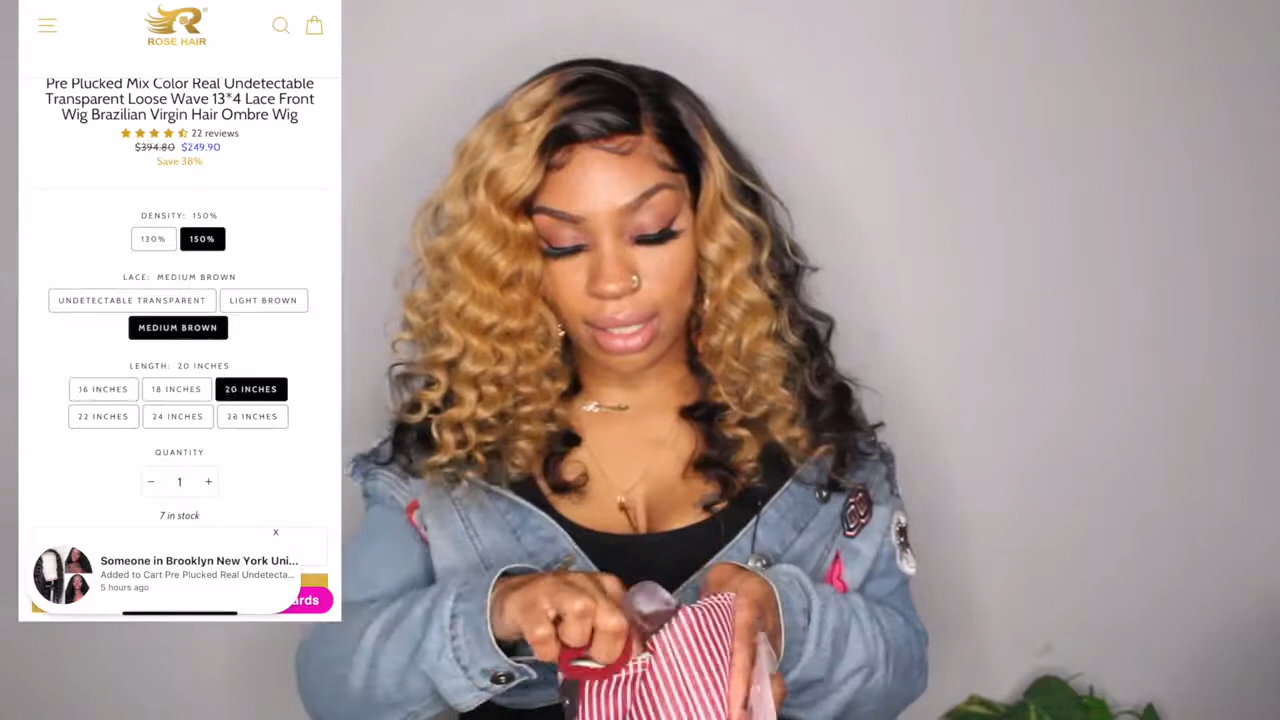 ROSE HAIR
Pre Plucked Mix Color Real Undetectable
Transparent Loose Wave 13*4 Lace Front
Wig Brazilian Virgin Hair Ombre Wig
22 reviews
$394.80 $249.90
Save 38%
DENSITY: 150%
130% 150%
LACE: MEDIUM BROWN
UNDETECTABLE TRANSPARENT LIGHT BROWN
MEDIUM BROWN
LENGTH: 20 INCHES
16 INCHES 18 INCHES 20 INCHES
22 INCHES 24 INCHES 26 INCHES
QUANTITY
− 1 +
7 in stock
X
Someone in Brooklyn New York Uni...
Added to Cart Pre Plucked Real Undetecta...
5 hours ago